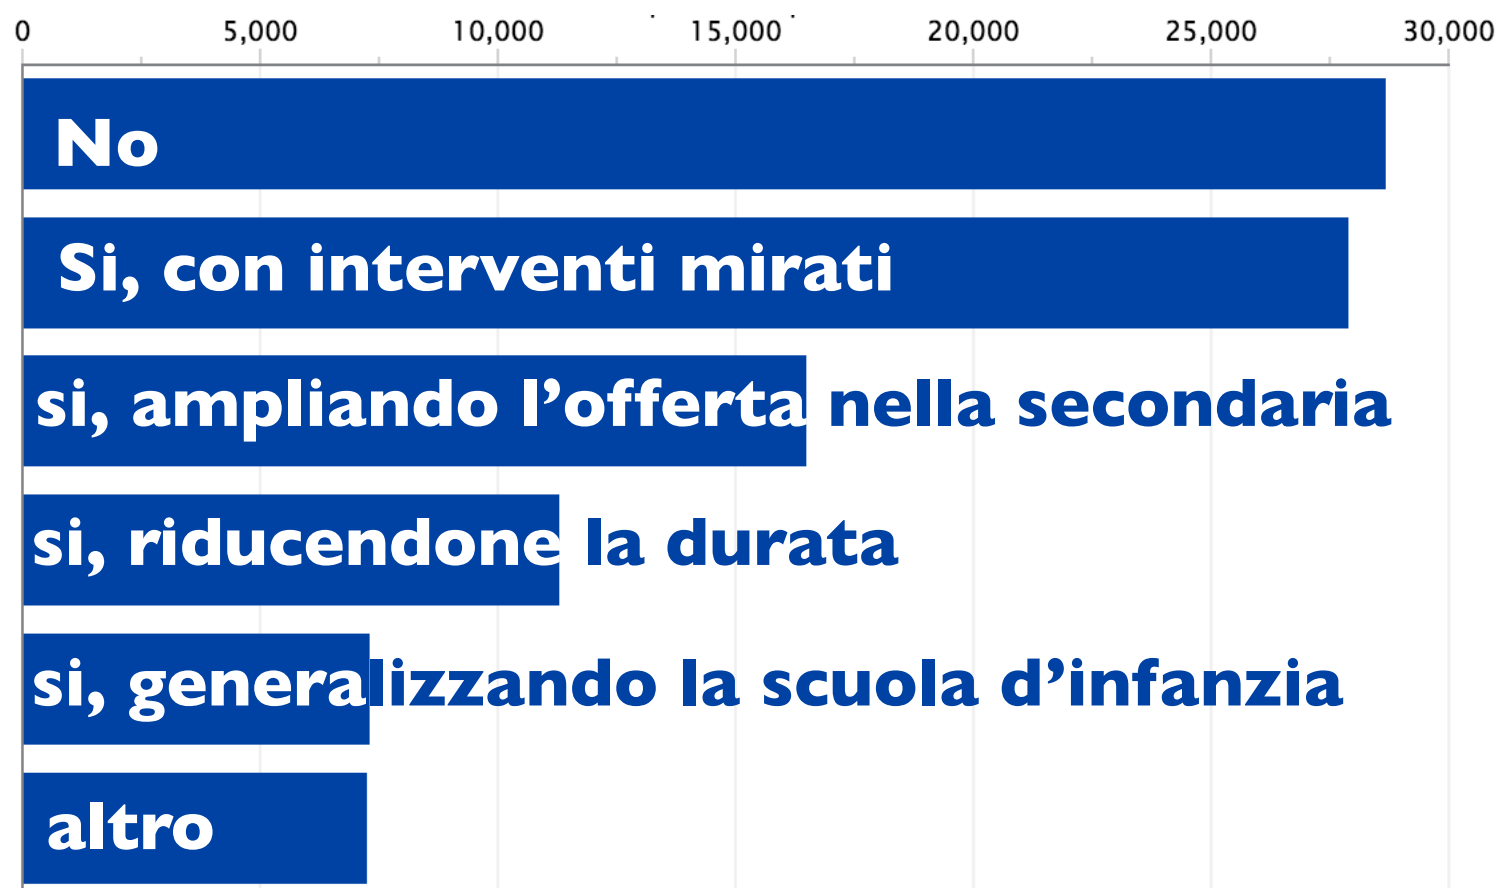 0 5,000 10,000 15,000 20,000 25,000 30,000
No
Si, con interventi mirati
si, ampliando l’offerta nella secondaria
si, riducendone la durata
si, generalizzando la scuola d’infanzia
altro